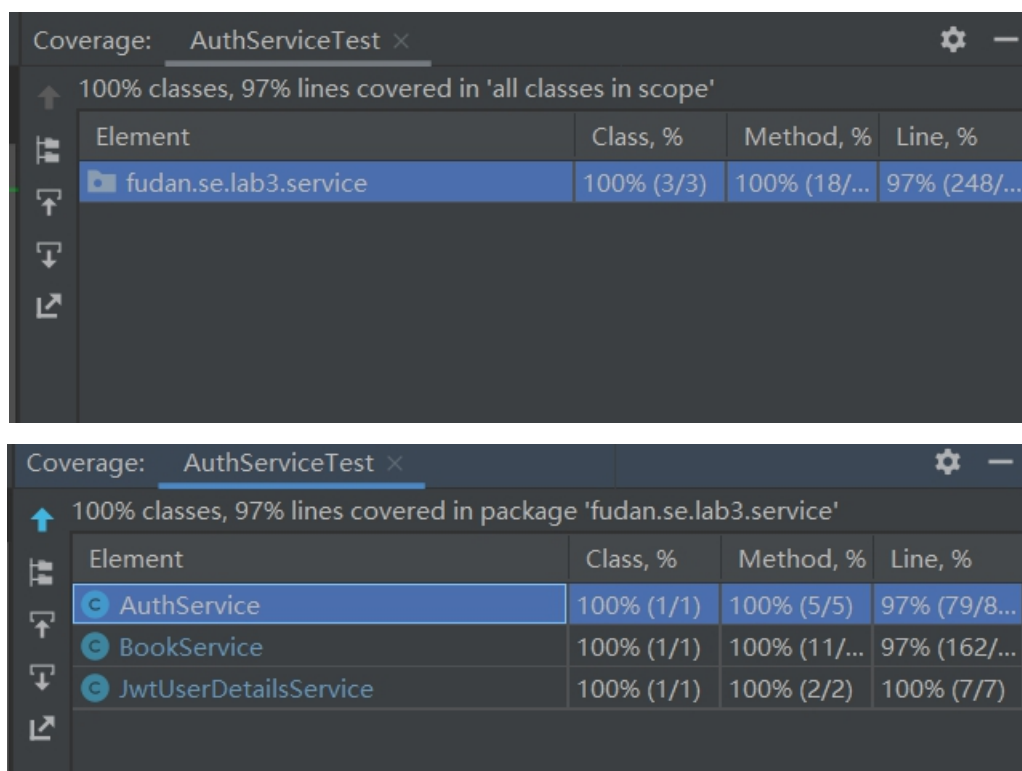 Coverage: AuthServiceTest ×
100% classes, 97% lines covered in 'all classes in scope'
Element Class, % Method, % Line, %
fudan.se.lab3.service 100% (3/3) 100% (18/... 97% (248/...
Coverage: AuthServiceTest ×
100% classes, 97% lines covered in package 'fudan.se.lab3.service'
Element Class, % Method, % Line, %
C AuthService 100% (1/1) 100% (5/5) 97% (79/8...
C BookService 100% (1/1) 100% (11/... 97% (162/...
C JwtUserDetailsService 100% (1/1) 100% (2/2) 100% (7/7)